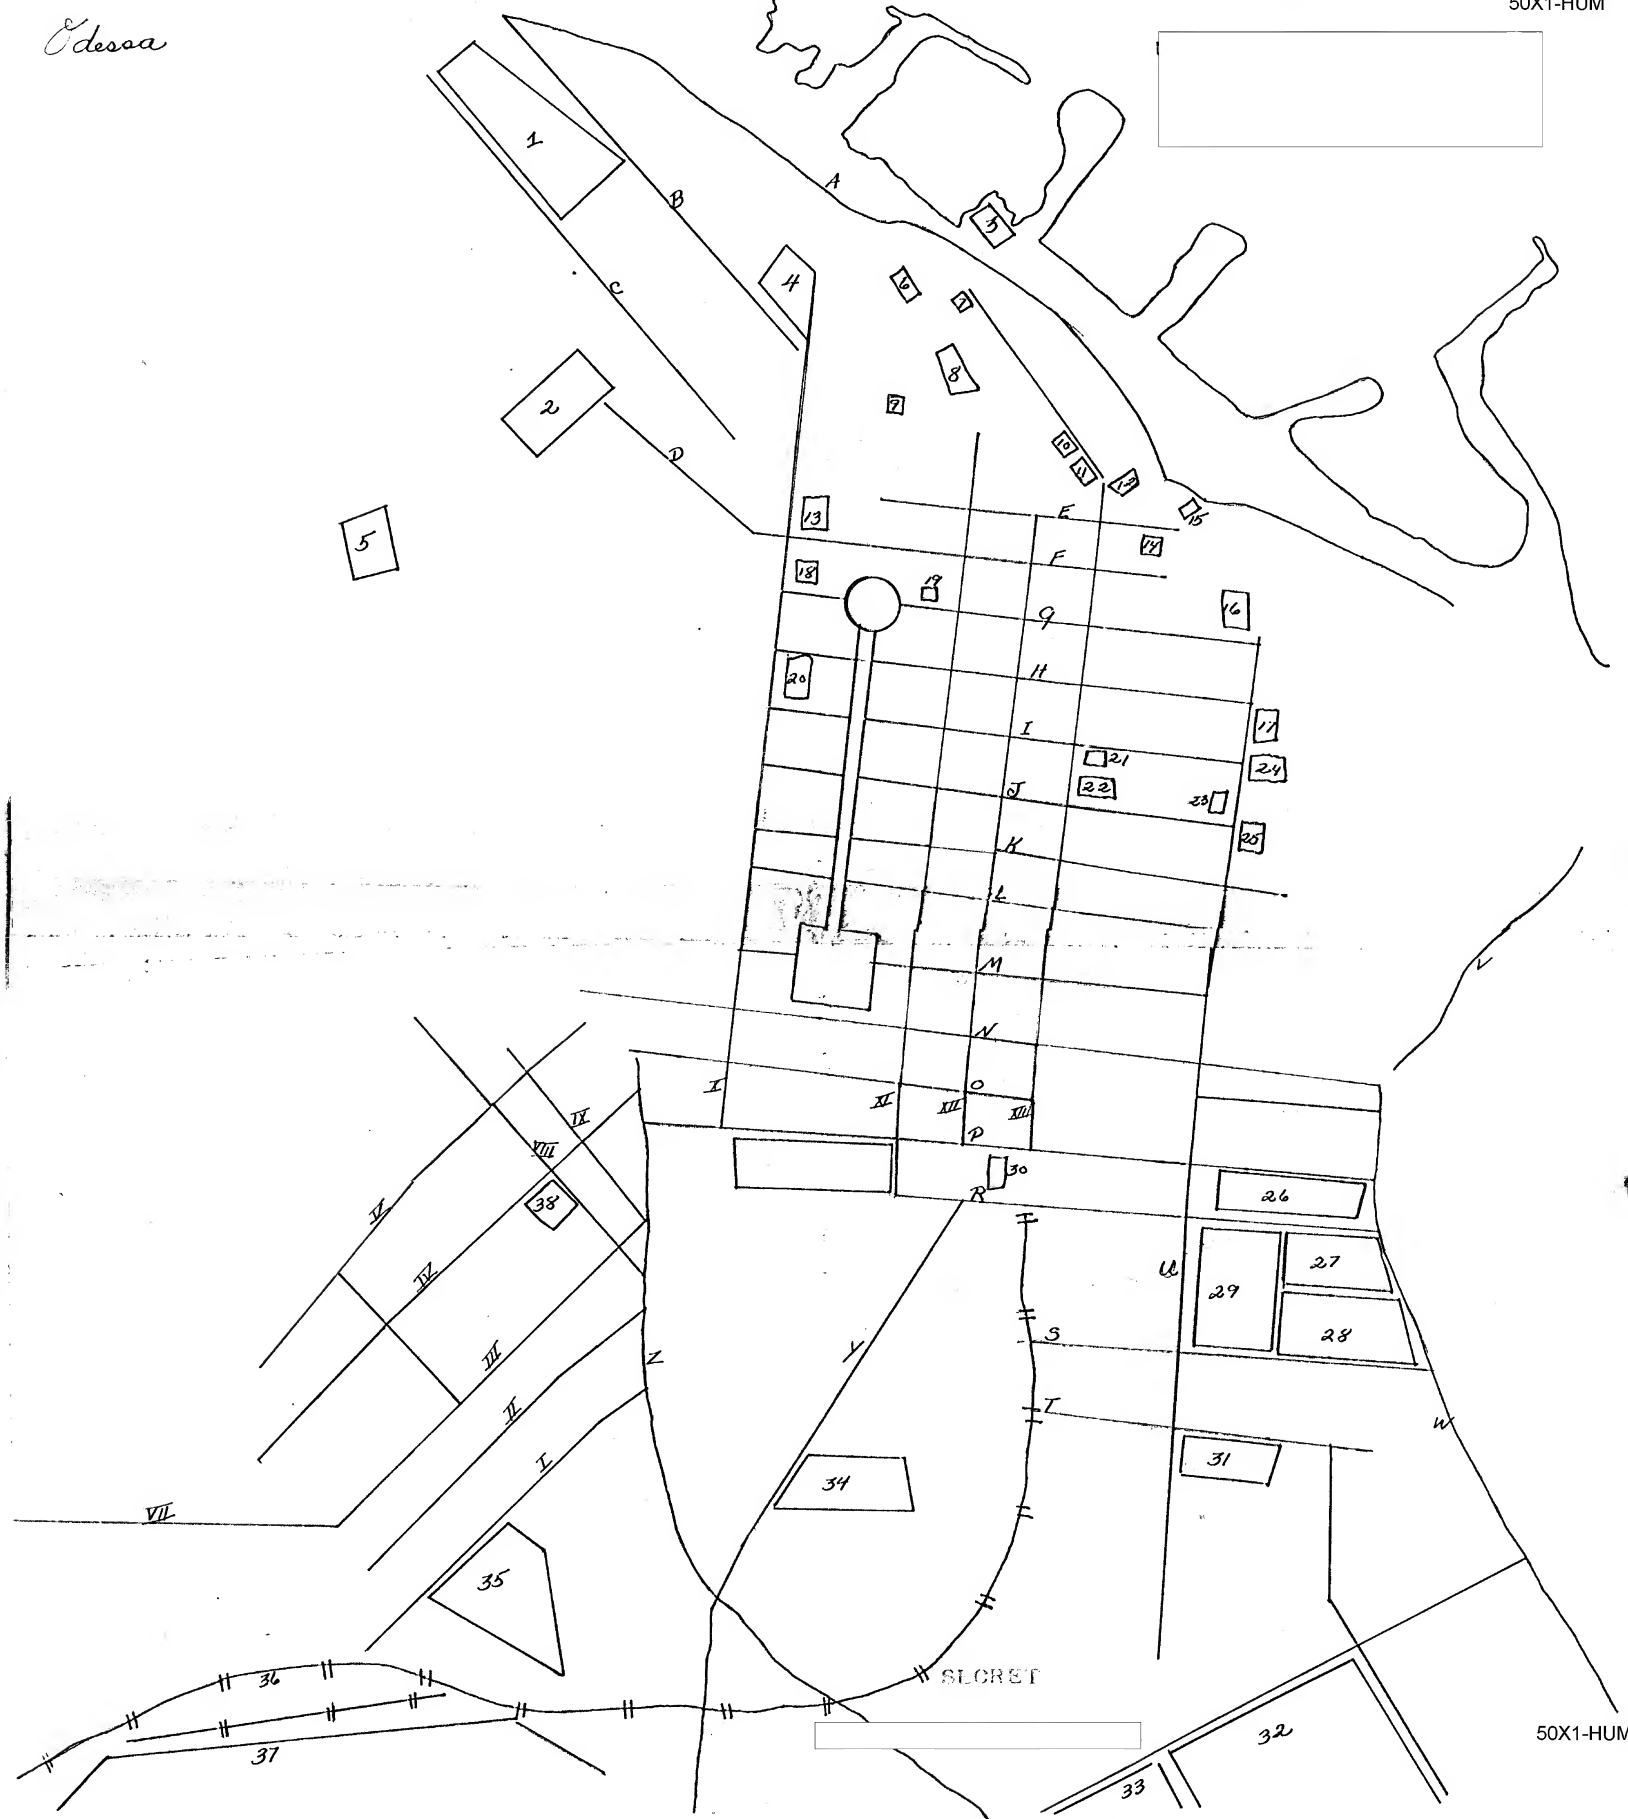 50X1-HUM
Odessa
1
A
B
3
4
6
7
C
8
2
9
10
11
12
D
13
E
15
5
14
F
18
19
16
G
H
20
17
I
21
24
J
22
23
25
K
L
M
V
N
I
O
XI
XII
XIII
IX
P
VIII
30
R
26
V
38
27
U
IV
29
28
S
III
Z
Y
II
T
W
I
31
34
VII
35
36
SECRET
32
50X1-HUM
37
33